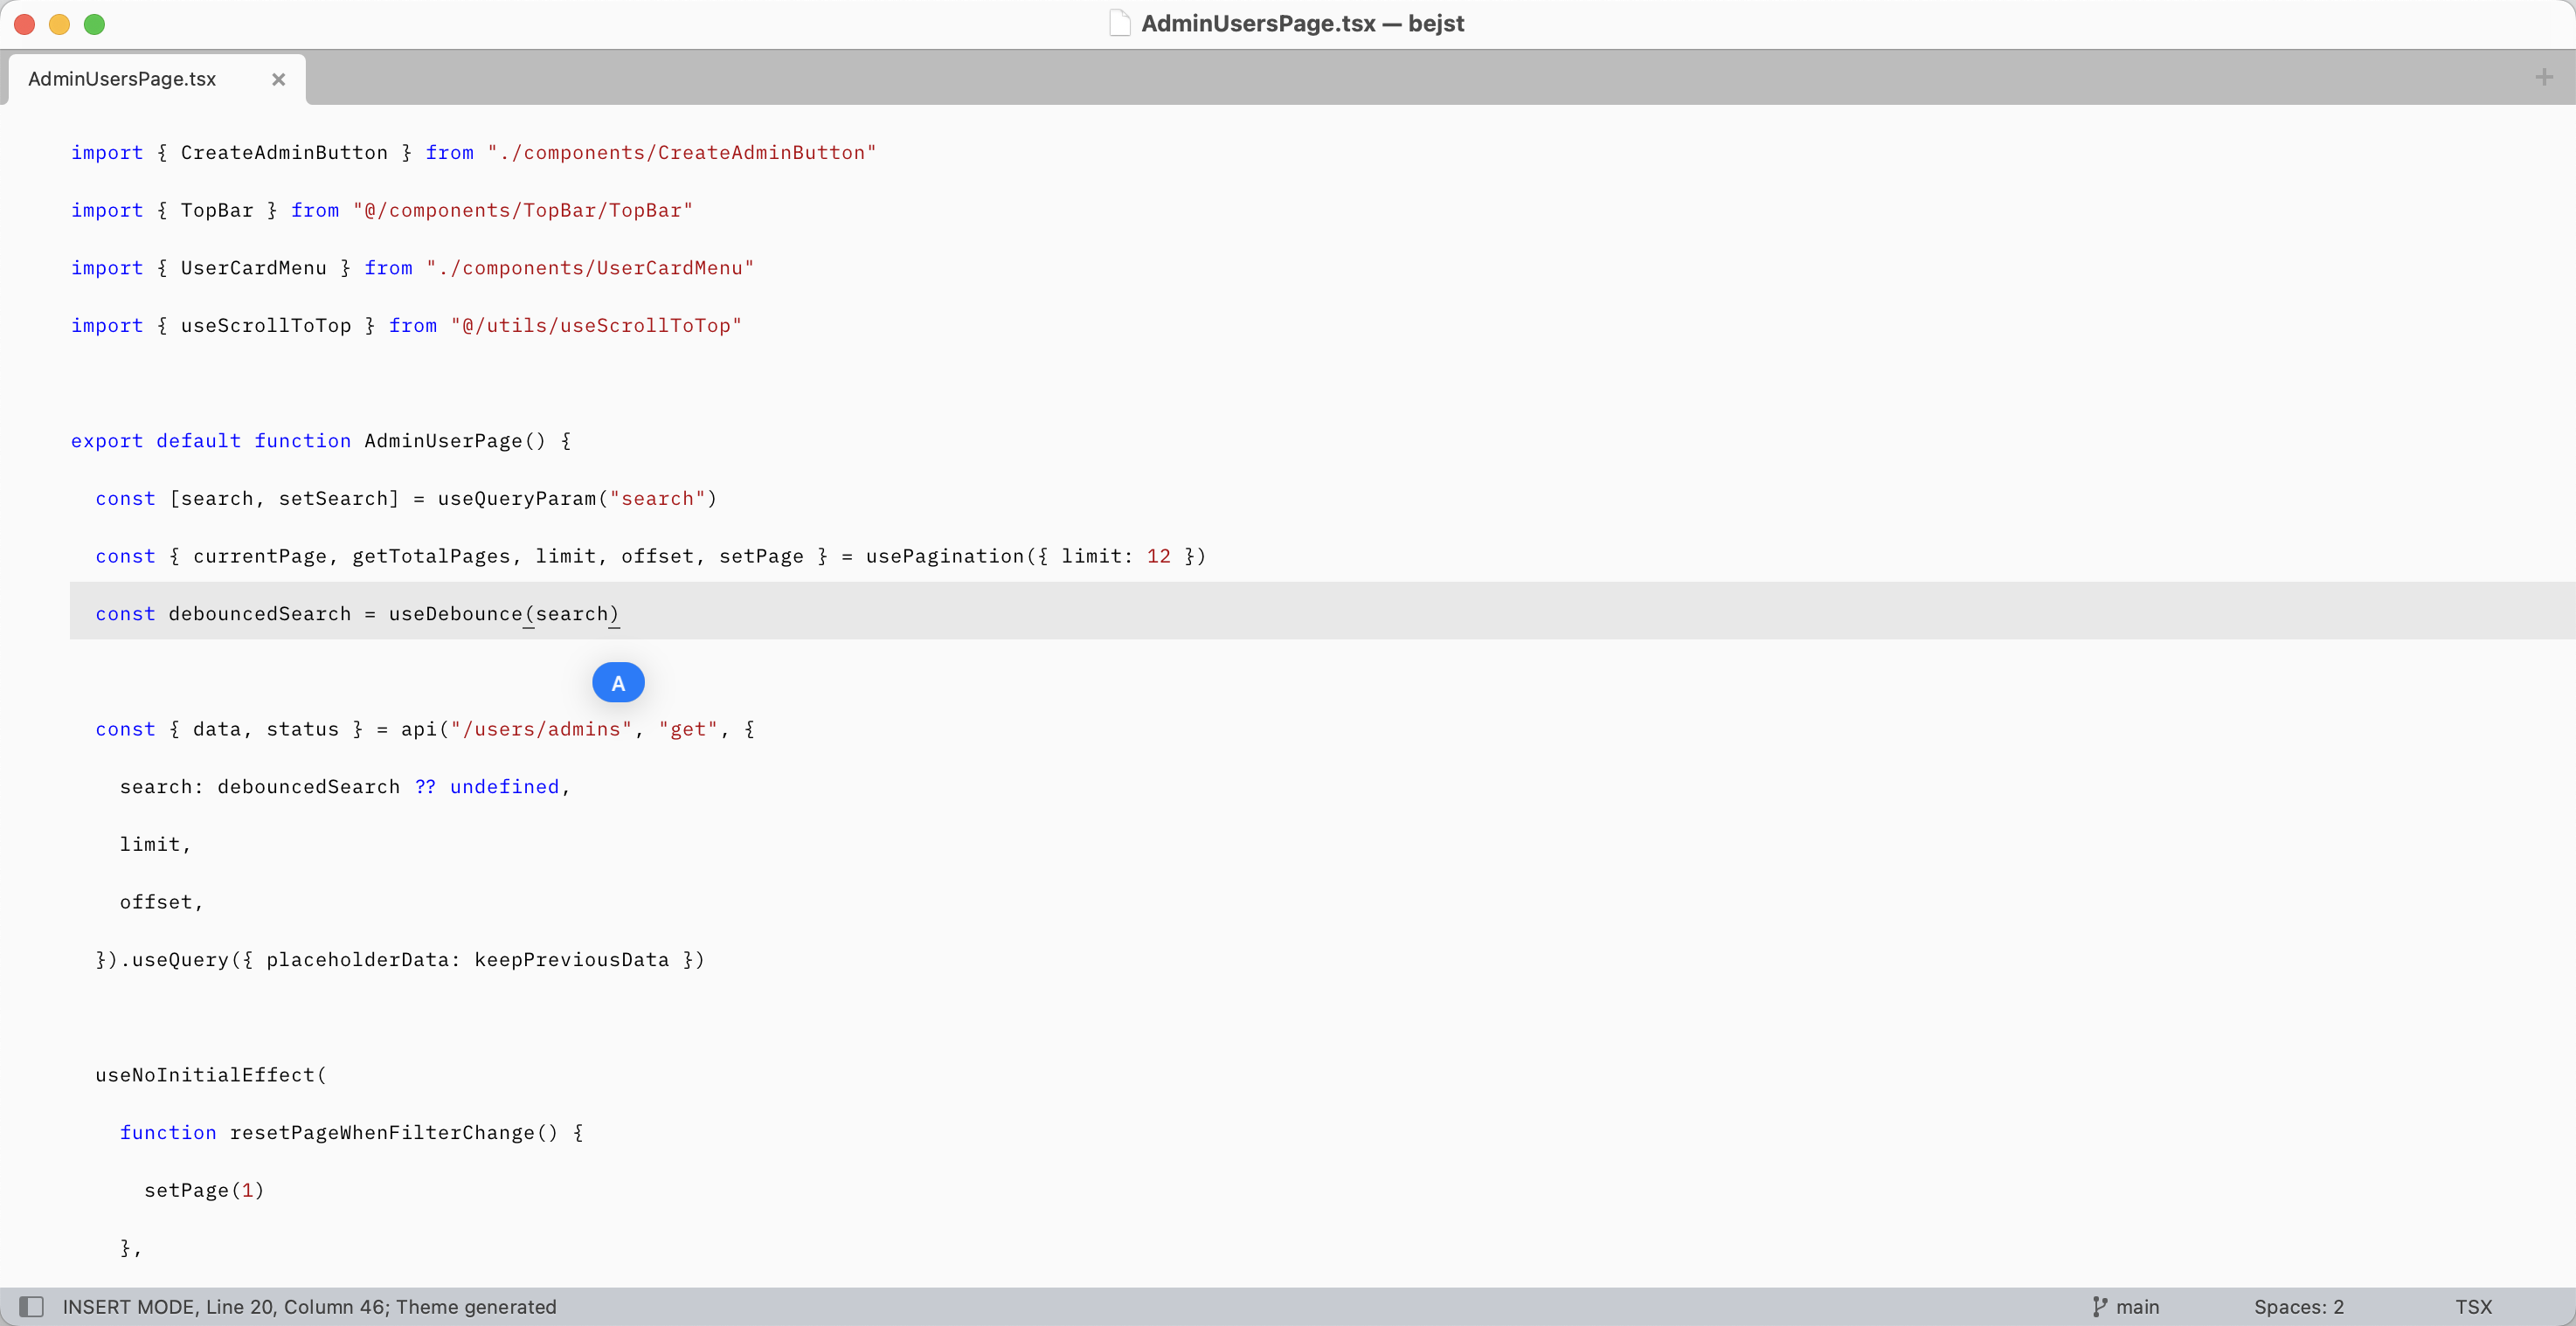 AdminUsersPage.tsx — bejst
AdminUsersPage.tsx
import { CreateAdminButton } from "./components/CreateAdminButton"
import { TopBar } from "@/components/TopBar/TopBar"
import { UserCardMenu } from "./components/UserCardMenu"
import { useScrollToTop } from "@/utils/useScrollToTop"
export default function AdminUserPage() {
  const [search, setSearch] = useQueryParam("search")
  const { currentPage, getTotalPages, limit, offset, setPage } = usePagination({ limit: 12 })
  const debouncedSearch = useDebounce(search)
A
  const { data, status } = api("/users/admins", "get", {
    search: debouncedSearch ?? undefined,
    limit,
    offset,
  }).useQuery({ placeholderData: keepPreviousData })
  useNoInitialEffect(
    function resetPageWhenFilterChange() {
      setPage(1)
    },
INSERT MODE, Line 20, Column 46; Theme generated
main
Spaces: 2
TSX